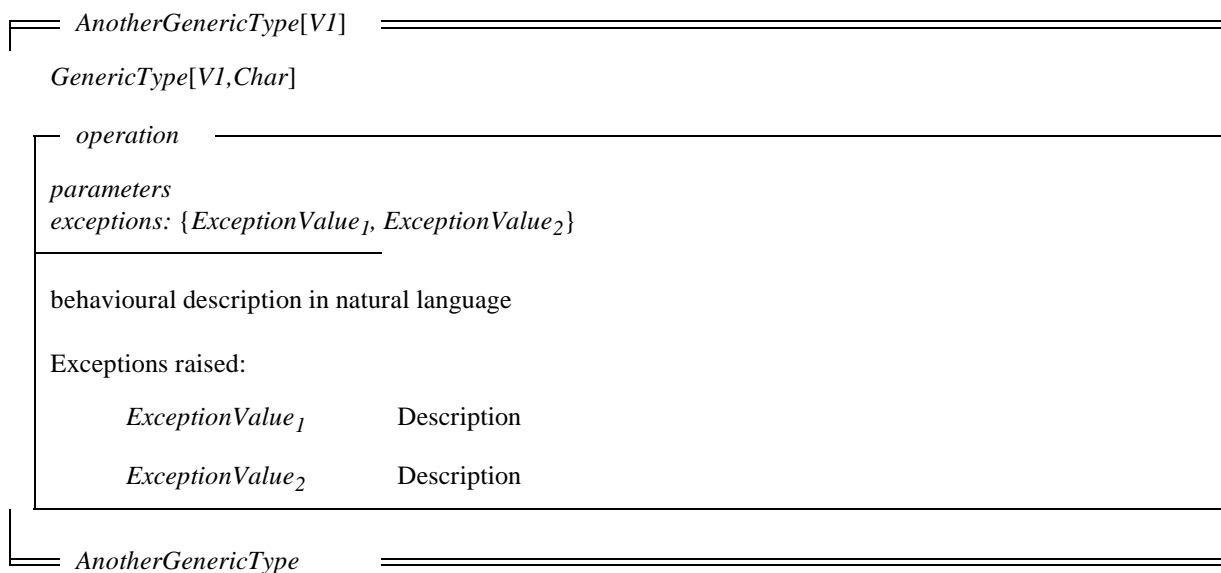 AnotherGenericType[V1]
GenericType[V1,Char]
operation
parameters
exceptions: {ExceptionValue1, ExceptionValue2}
behavioural description in natural language
Exceptions raised:
ExceptionValue1 Description
ExceptionValue2 Description
AnotherGenericType